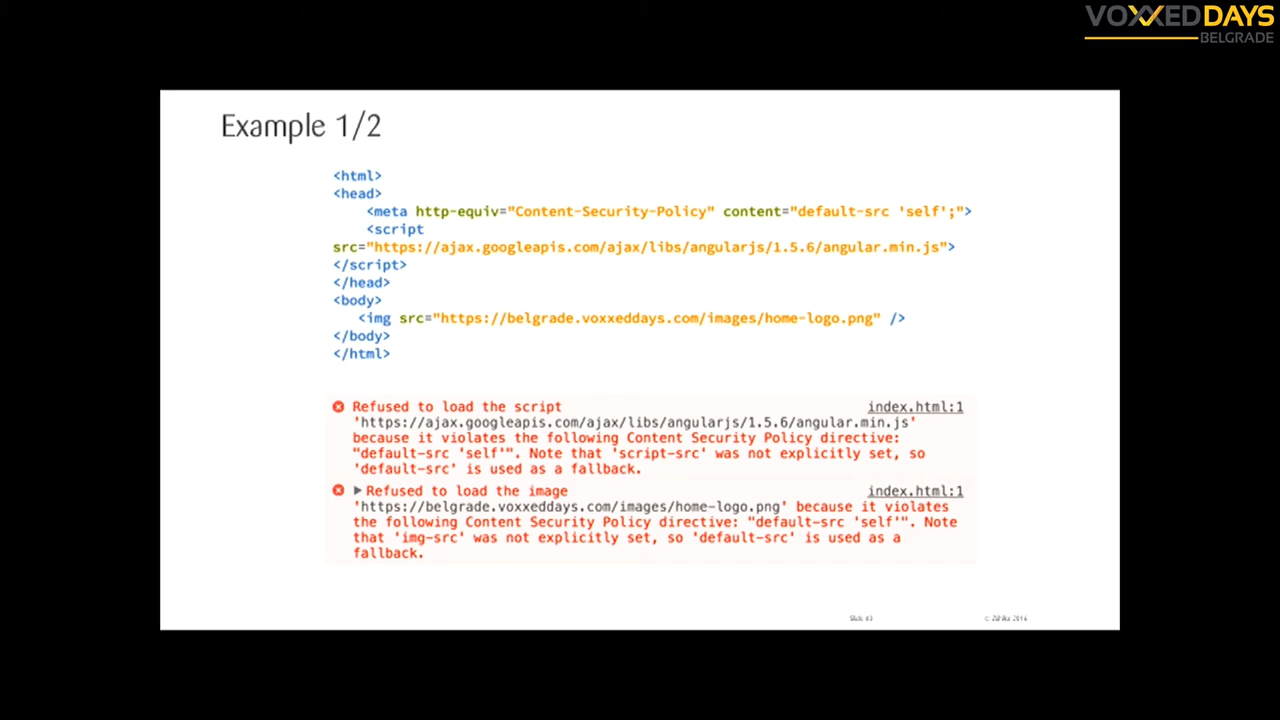 VOXXEDDAYS
BELGRADE
Example 1/2
<html>
<head>
<meta http-equiv="Content-Security-Policy" content="default-src 'self';">
<script
src="https://ajax.googleapis.com/ajax/libs/angularjs/1.5.6/angular.min.js">
</script>
</head>
<body>
<img src="https://belgrade.voxxeddays.com/images/home-logo.png" />
</body>
</html>
Refused to load the script index.html:1
'https://ajax.googleapis.com/ajax/libs/angularjs/1.5.6/angular.min.js'
because it violates the following Content Security Policy directive:
"default-src 'self'". Note that 'script-src' was not explicitly set, so
'default-src' is used as a fallback.
Refused to load the image index.html:1
'https://belgrade.voxxeddays.com/images/home-logo.png' because it violates
the following Content Security Policy directive: "default-src 'self'". Note
that 'img-src' was not explicitly set, so 'default-src' is used as a
fallback.
© Zühlke 2016